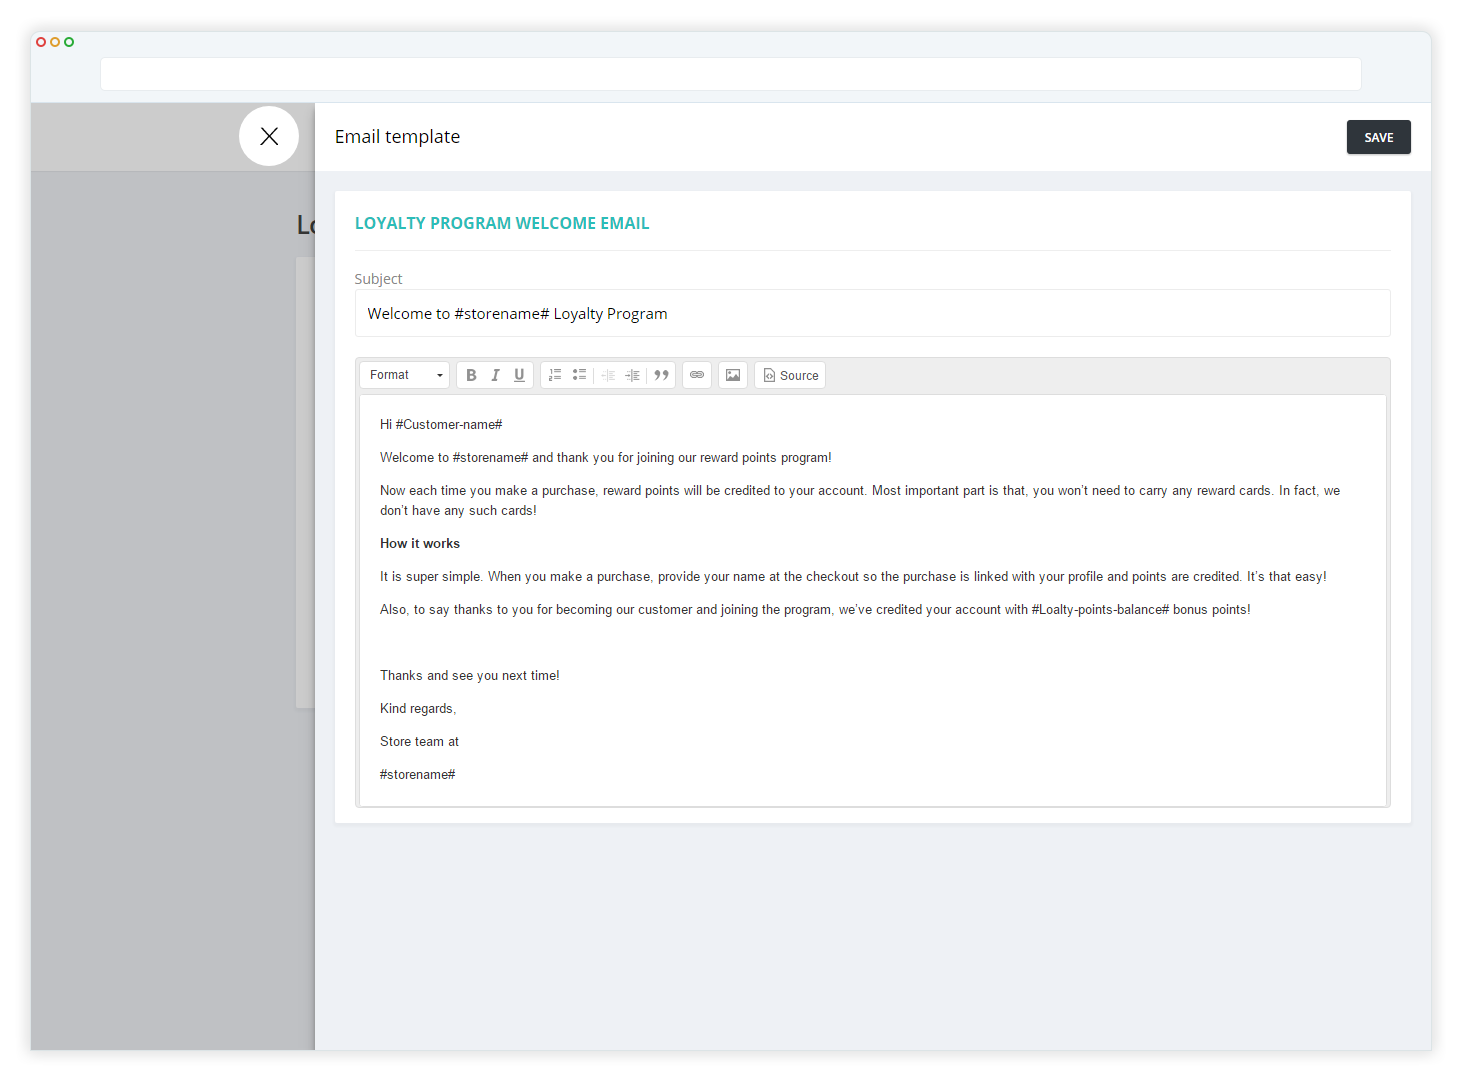 Email template
SAVE
Lo
LOYALTY PROGRAM WELCOME EMAIL
Subject
Welcome to #storename# Loyalty Program
Format B I U Source
Hi #Customer-name#
Welcome to #storename# and thank you for joining our reward points program!
Now each time you make a purchase, reward points will be credited to your account. Most important part is that, you won't need to carry any reward cards. In fact, we
don't have any such cards!
How it works
It is super simple. When you make a purchase, provide your name at the checkout so the purchase is linked with your profile and points are credited. It's that easy!
Also, to say thanks to you for becoming our customer and joining the program, we've credited your account with #Loalty-points-balance# bonus points!
Thanks and see you next time!
Kind regards,
Store team at
#storename#